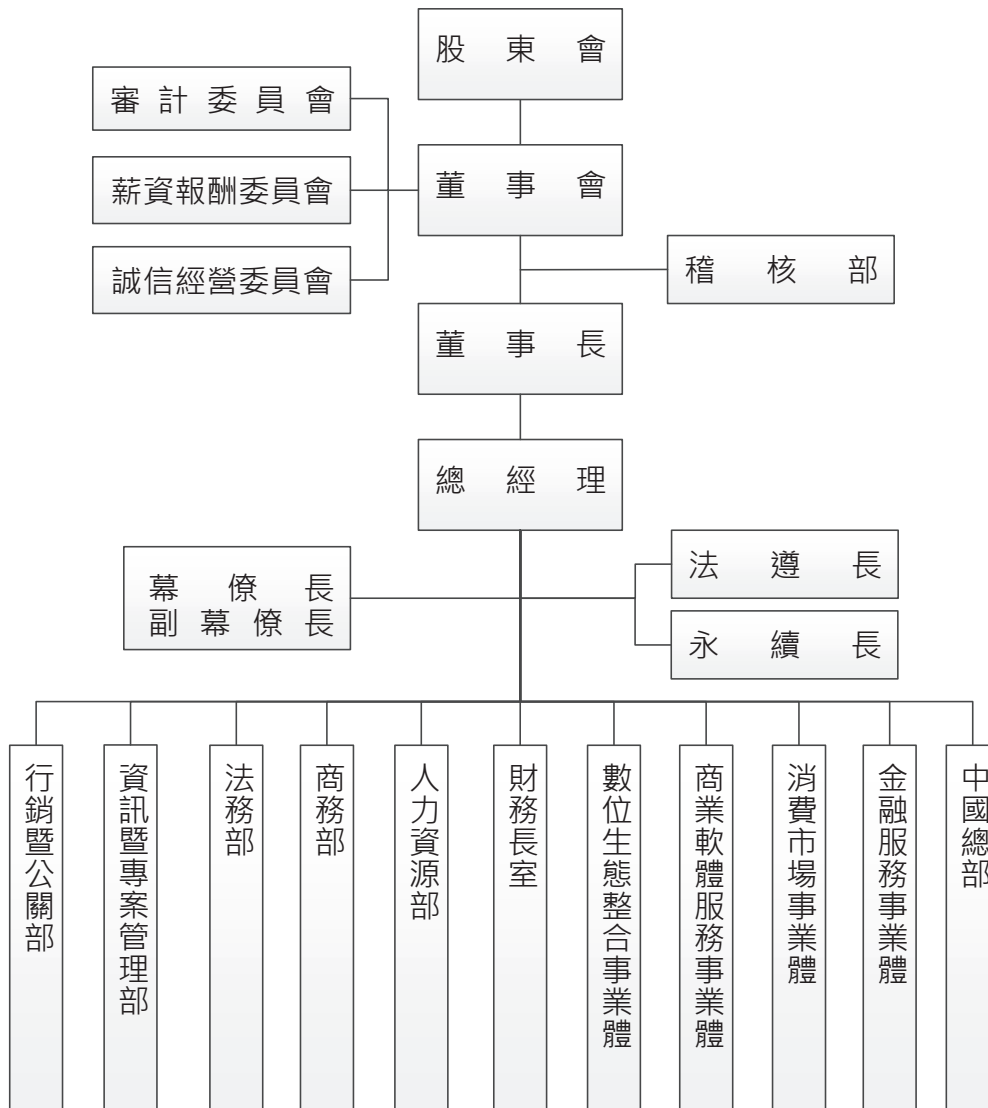 股東會
審計委員會
董事會
薪資報酬委員會
誠信經營委員會
稽核部
董事長
總經理
幕僚長
副幕僚長
法遵長
永續長
行銷暨公關部
資訊暨專案管理部
法務部
商務部
人力資源部
財務長室
數位生態整合事業體
商業軟體服務事業體
消費市場事業體
金融服務事業體
中國總部